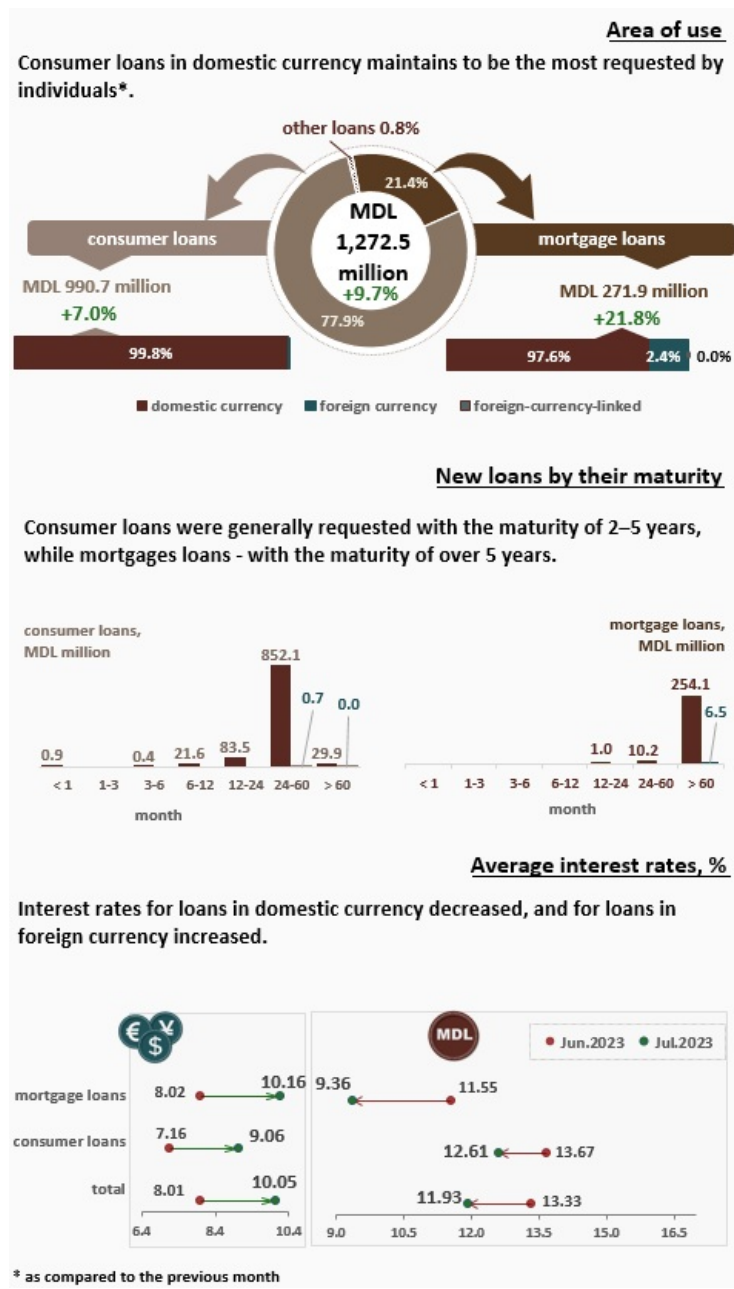 Area of use
Consumer loans in domestic currency maintains to be the most requested by
individuals*.
other loans 0.8%
21.4%
MDL
1,272.5
million
+9.7%
77.9%
consumer loans
MDL 990.7 million
+7.0%
99.8%
mortgage loans
MDL 271.9 million
+21.8%
97.6%
2.4%
0.0%
domestic currency
foreign currency
foreign-currency-linked
New loans by their maturity
Consumer loans were generally requested with the maturity of 2–5 years,
while mortgages loans - with the maturity of over 5 years.
consumer loans,
MDL million
0.9
0.4
21.6
83.5
852.1
0.7
29.9
0.0
< 1
1-3
3-6
6-12
12-24
24-60
> 60
month
mortgage loans,
MDL million
1.0
10.2
254.1
6.5
< 1
1-3
3-6
6-12
12-24
24-60
> 60
month
Average interest rates, %
Interest rates for loans in domestic currency decreased, and for loans in
foreign currency increased.
€
¥
$
MDL
Jun.2023
Jul.2023
mortgage loans
8.02
10.16
9.36
11.55
consumer loans
7.16
9.06
12.61
13.67
total
8.01
10.05
11.93
13.33
6.4
8.4
10.4
9.0
10.5
12.0
13.5
15.0
16.5
* as compared to the previous month